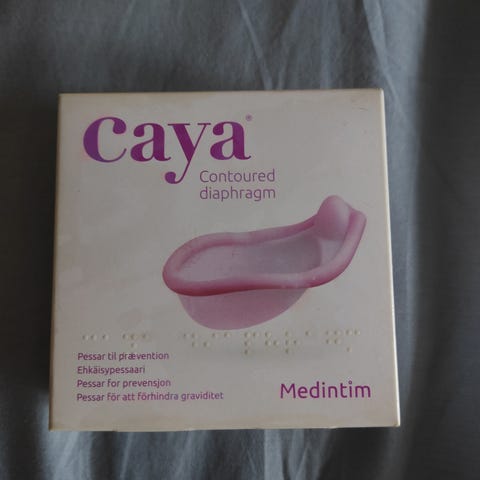 caya®
Contoured
diaphragm
Pessar til prævention
Ehkäisypessaari
Pessar for prevensjon
Pessar för att förhindra graviditet
Medintim